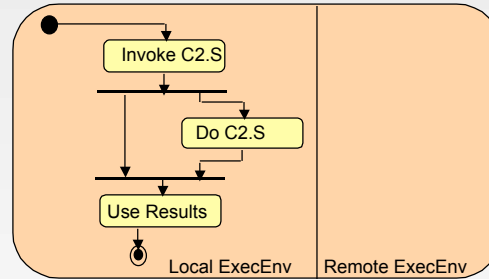 Invoke C2.S
Do C2.S
Use Results
Local ExecEnv
Remote ExecEnv